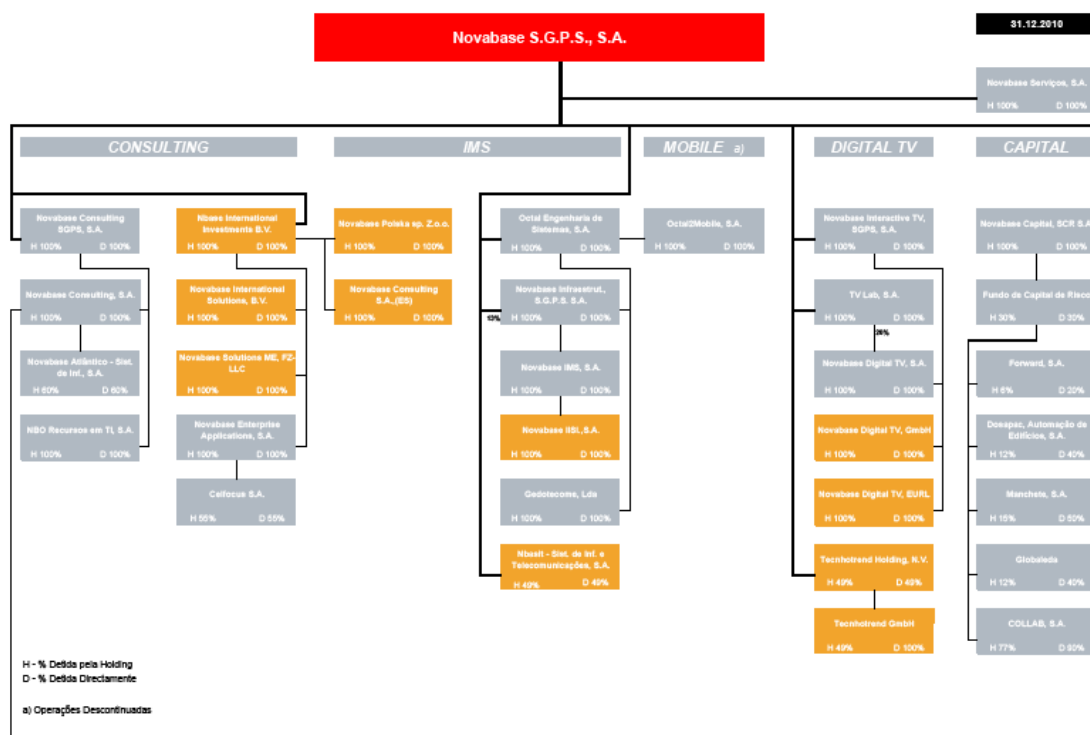 Novabase S.G.P.S., S.A.
31.12.2010
Novabase Serviços, S.A.
H 100% D 100%
CONSULTING
IMS
MOBILE a)
DIGITAL TV
CAPITAL
Novabase Consulting
SGPS, S.A.
H 100% D 100%
Nbase International
Investments B.V.
H 100% D 100%
Novabase Polska sp. Z.o.o.
H 100% D 100%
Octal Engenharia de
Sistemas, S.A.
H 100% D 100%
Octal2Mobile, S.A.
H 100% D 100%
Novabase Interactive TV,
SGPS, S.A.
H 100% D 100%
Novabase Capital, SCR S.A
H 100% D 100%
Novabase Consulting, S.A.
H 100% D 100%
Novabase International
Solutions, B.V.
H 100% D 100%
Novabase Consulting
S.A.,(ES)
H 100% D 100%
13%
Novabase Infraestrut.,
S.G.P.S. S.A.
H 100% D 100%
TV Lab, S.A.
H 100% D 100%
Fundo de Capital de Risco
H 30% D 30%
Novabase Atlântico - Sist.
de Inf., S.A.
H 60% D 60%
Novabase Solutions ME, FZ-
LLC
H 100% D 100%
Novabase IMS, S.A.
H 100% D 100%
Novabase Digital TV, S.A.
H 100% D 100%
Forward, S.A.
H 6% D 20%
NBO Recursos em TI, S.A.
H 100% D 100%
Novabase Enterprise
Applications, S.A.
H 100% D 100%
Novabase IISI.,S.A.
H 100% D 100%
Novabase Digital TV, GmbH
H 100% D 100%
Automação de
Edifícios, S.A.
H 12% D 40%
Celfocus S.A.
H 55% D 55%
Gedotecome, Lda
H 100% D 100%
Novabase Digital TV, EURL
H 100% D 100%
Manchete, S.A.
H 15% D 50%
Nbasit - Sist. de Inf. e
Telecomunicações, S.A.
H 49% D 49%
Tecnhotrend Holding, N.V.
H 49% D 49%
Globaleda
H 12% D 40%
Tecnhotrend GmbH
H 49% D 100%
COLLAB, S.A.
H 77% D 90%
H - % Detida pela Holding
D - % Detida Directamente
a) Operações Descontinuadas